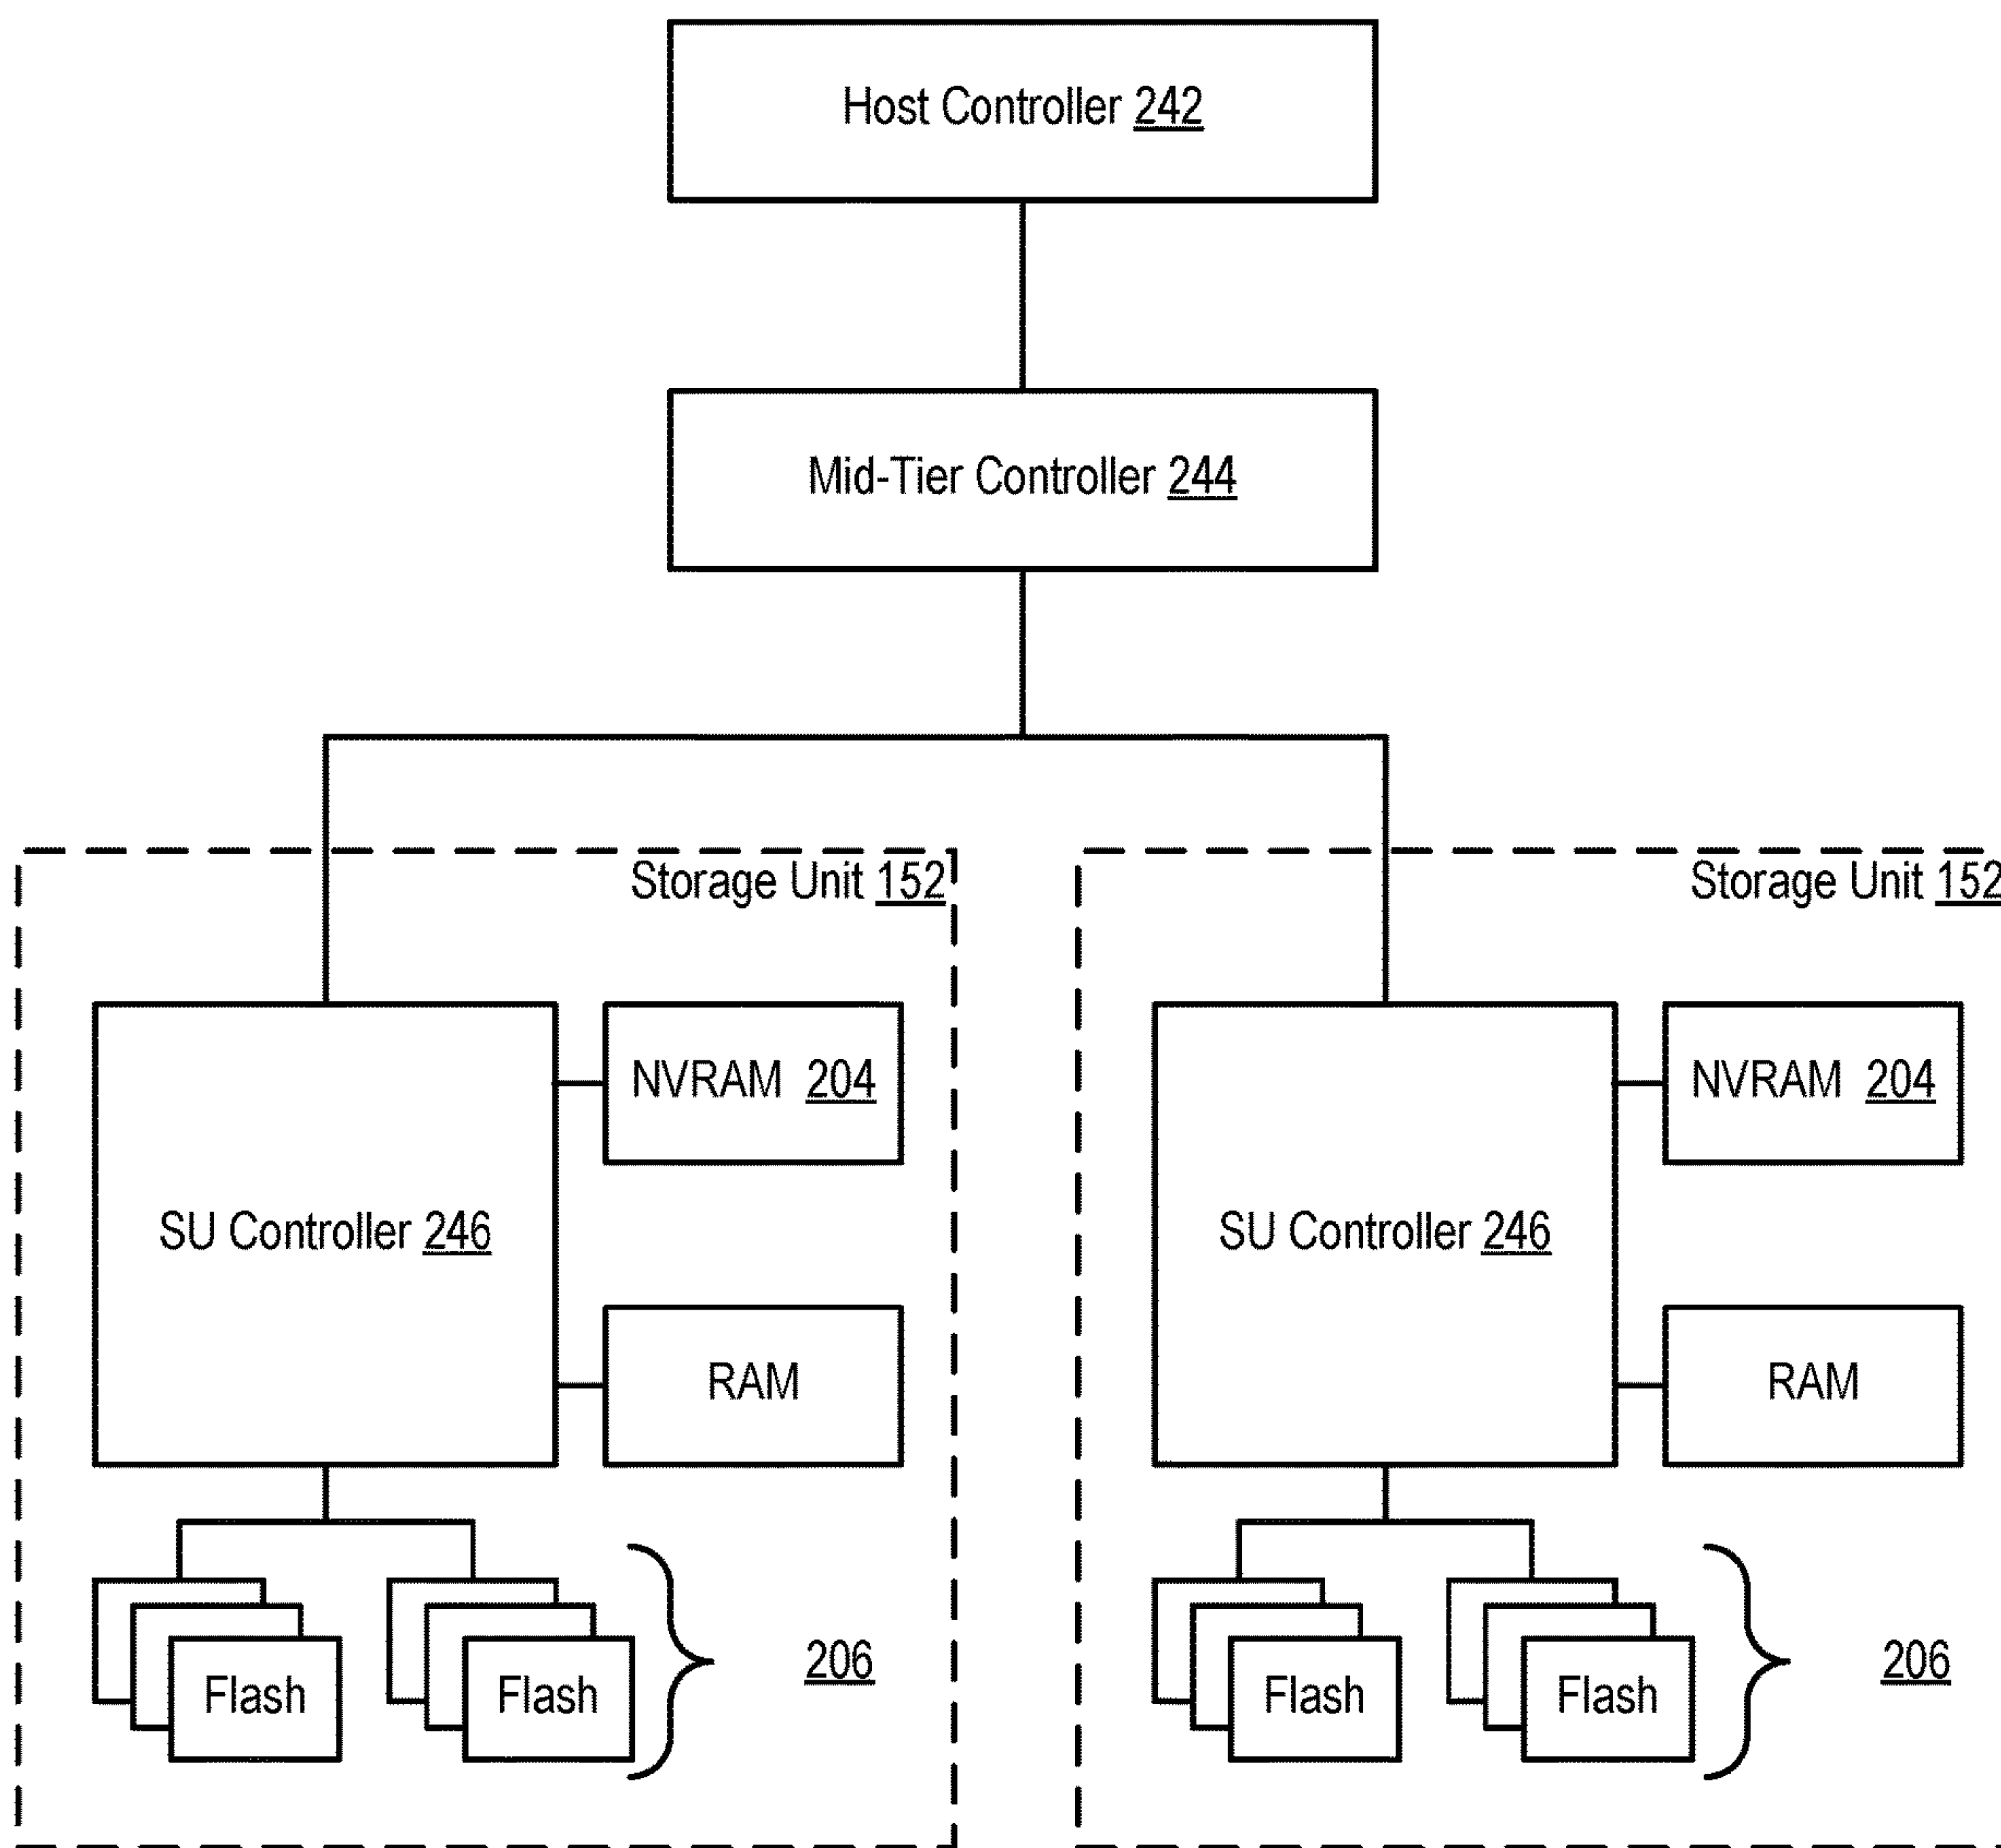 Host Controller 242
Mid-Tier Controller 244
Storage Unit 152
Storage Unit 152
NVRAM 204
NVRAM 204
SU Controller 246
SU Controller 246
RAM
RAM
Flash
Flash
206
Flash
Flash
206